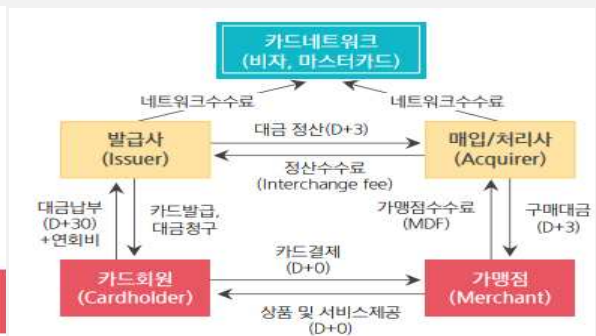 카드네트워크
(비자, 마스터카드)
네트워크수수료
네트워크수수료
발급사
(Issuer)
대금 정산(D+3)
정산수수료
(Interchange fee)
매입/처리사
(Acquirer)
대금납부
(D+30)
+연회비
카드발급,
대금청구
가맹점수수료
(MDF)
구매대금
(D+3)
카드회원
(Cardholder)
카드결제
(D+0)
상품 및 서비스제공
(D+0)
가맹점
(Merchant)